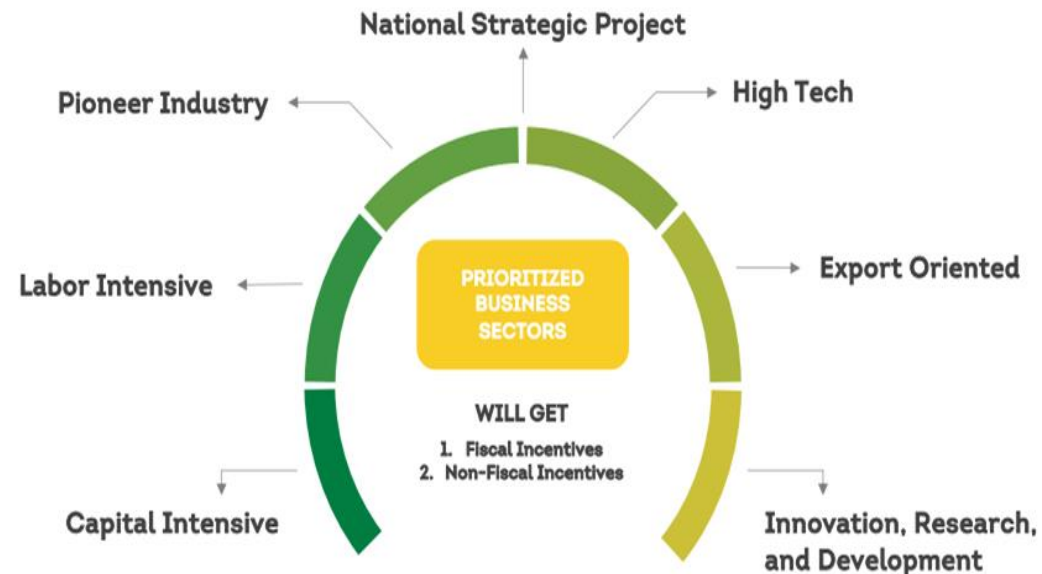 National Strategic Project
Pioneer Industry
High Tech
Labor Intensive
Export Oriented
PRIORITIZED
BUSINESS
SECTORS
WILL GET
1. Fiscal Incentives
2. Non-Fiscal Incentives
Capital Intensive
Innovation, Research,
and Development